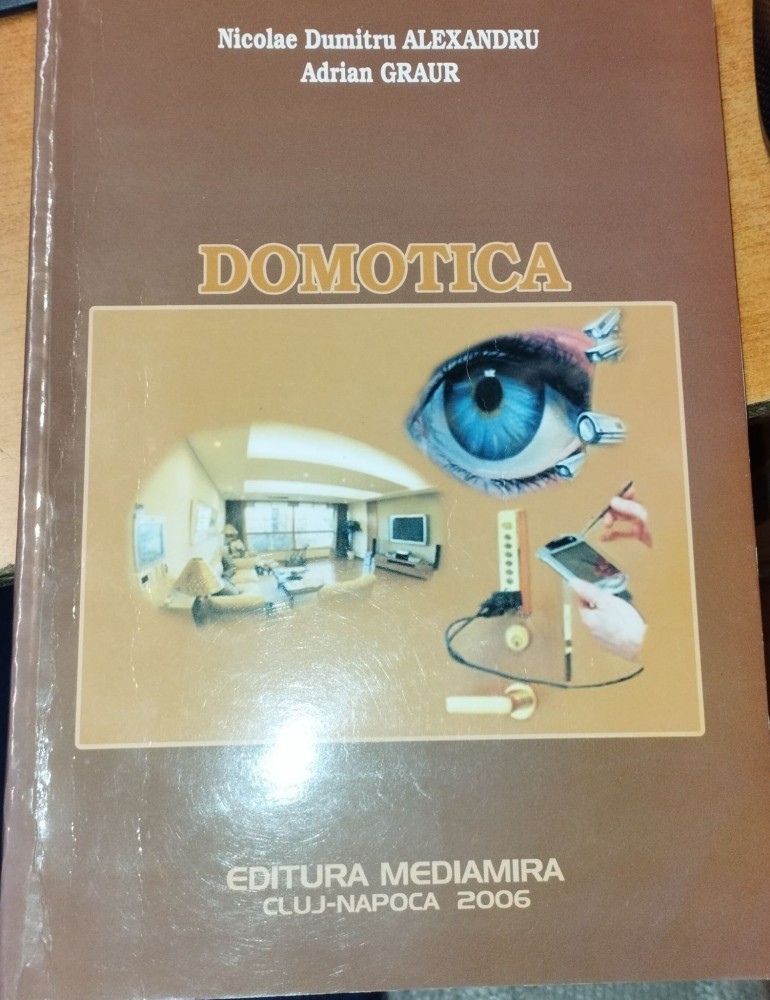 Nicolae Dumitru ALEXANDRU
Adrian GRAUR
DOMOTICA
EDITURA MEDIAMIRA
CLUJ-NAPOCA 2006